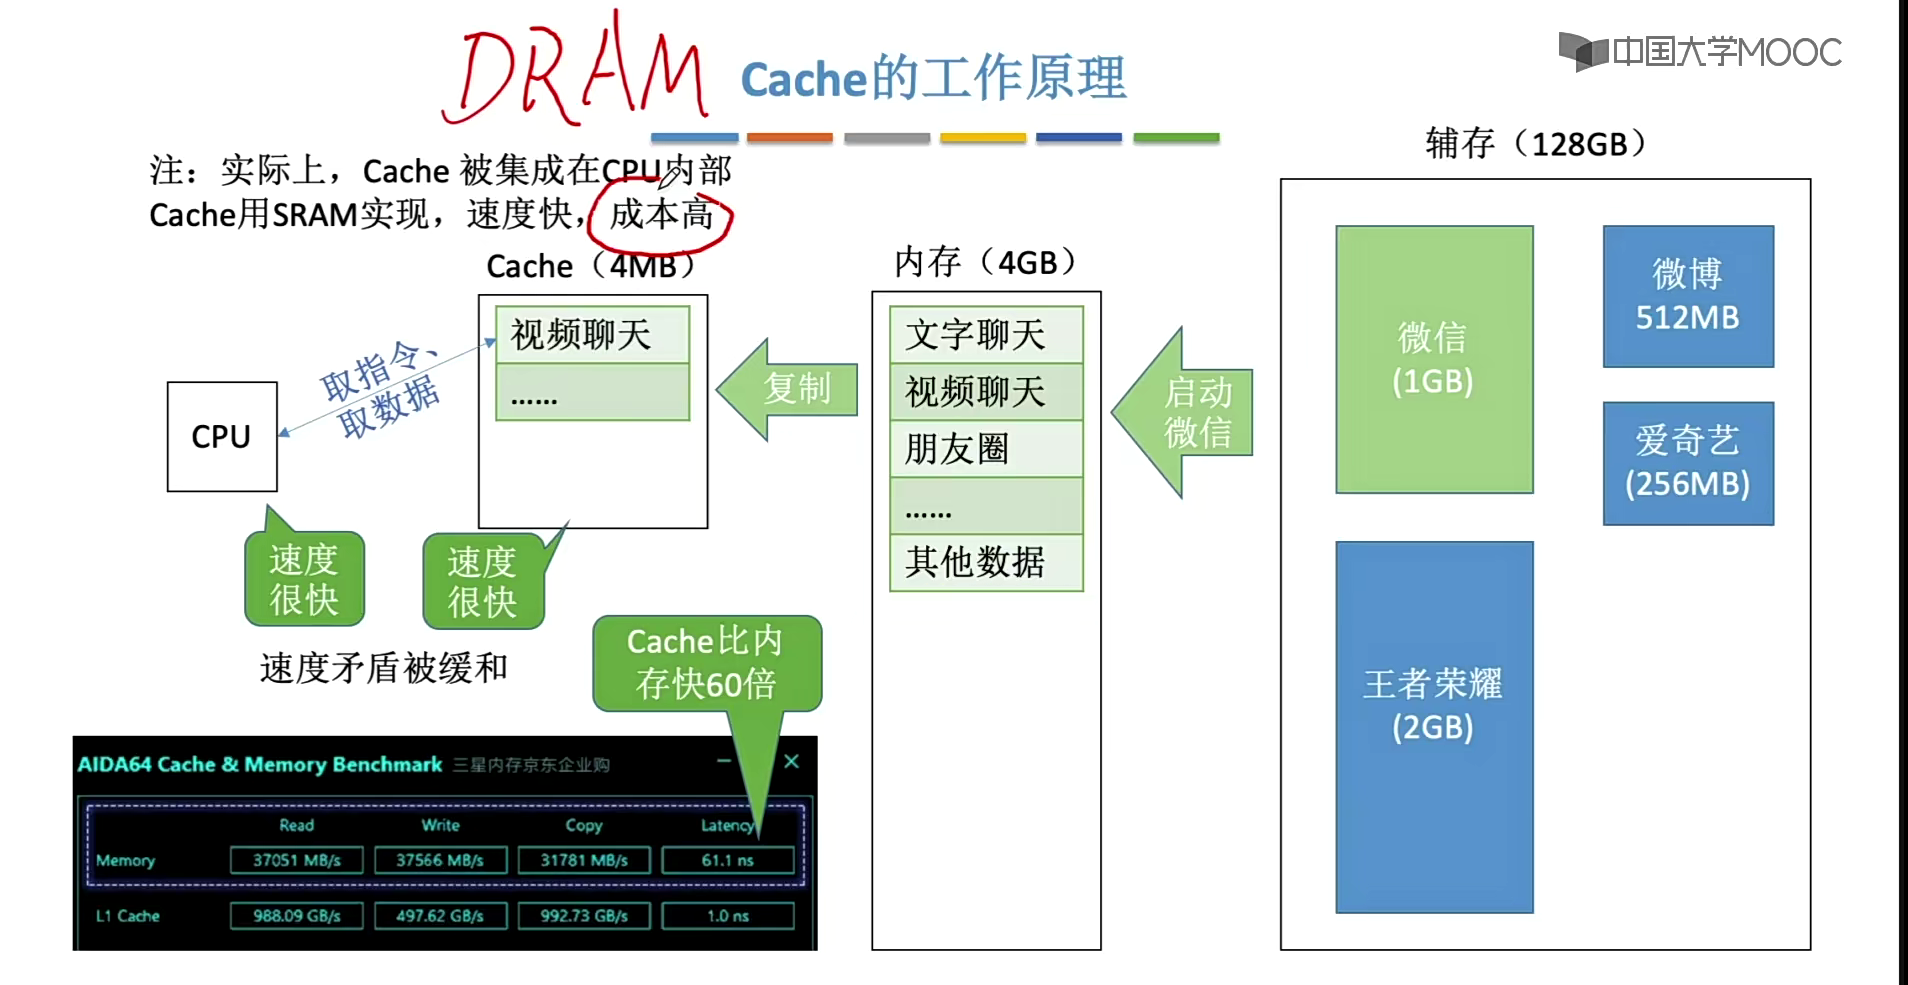 DRAM
Cache的工作原理
中国大学MOOC
注：实际上，Cache 被集成在CPU内部
Cache用SRAM实现，速度快，成本高
Cache（4MB）
视频聊天
……
取指令、
取数据
CPU
速度
很快
速度
很快
速度矛盾被缓和
复制
内存（4GB）
文字聊天
视频聊天
朋友圈
……
其他数据
启动
微信
辅存（128GB）
微信
(1GB)
微博
512MB
爱奇艺
(256MB)
王者荣耀
(2GB)
Cache比内
存快60倍
AIDA64 Cache & Memory Benchmark 三星内存京东企业购
Read Write Copy Latency
Memory 37051 MB/s 37566 MB/s 31781 MB/s 61.1 ns
L1 Cache 988.09 GB/s 497.62 GB/s 992.73 GB/s 1.0 ns